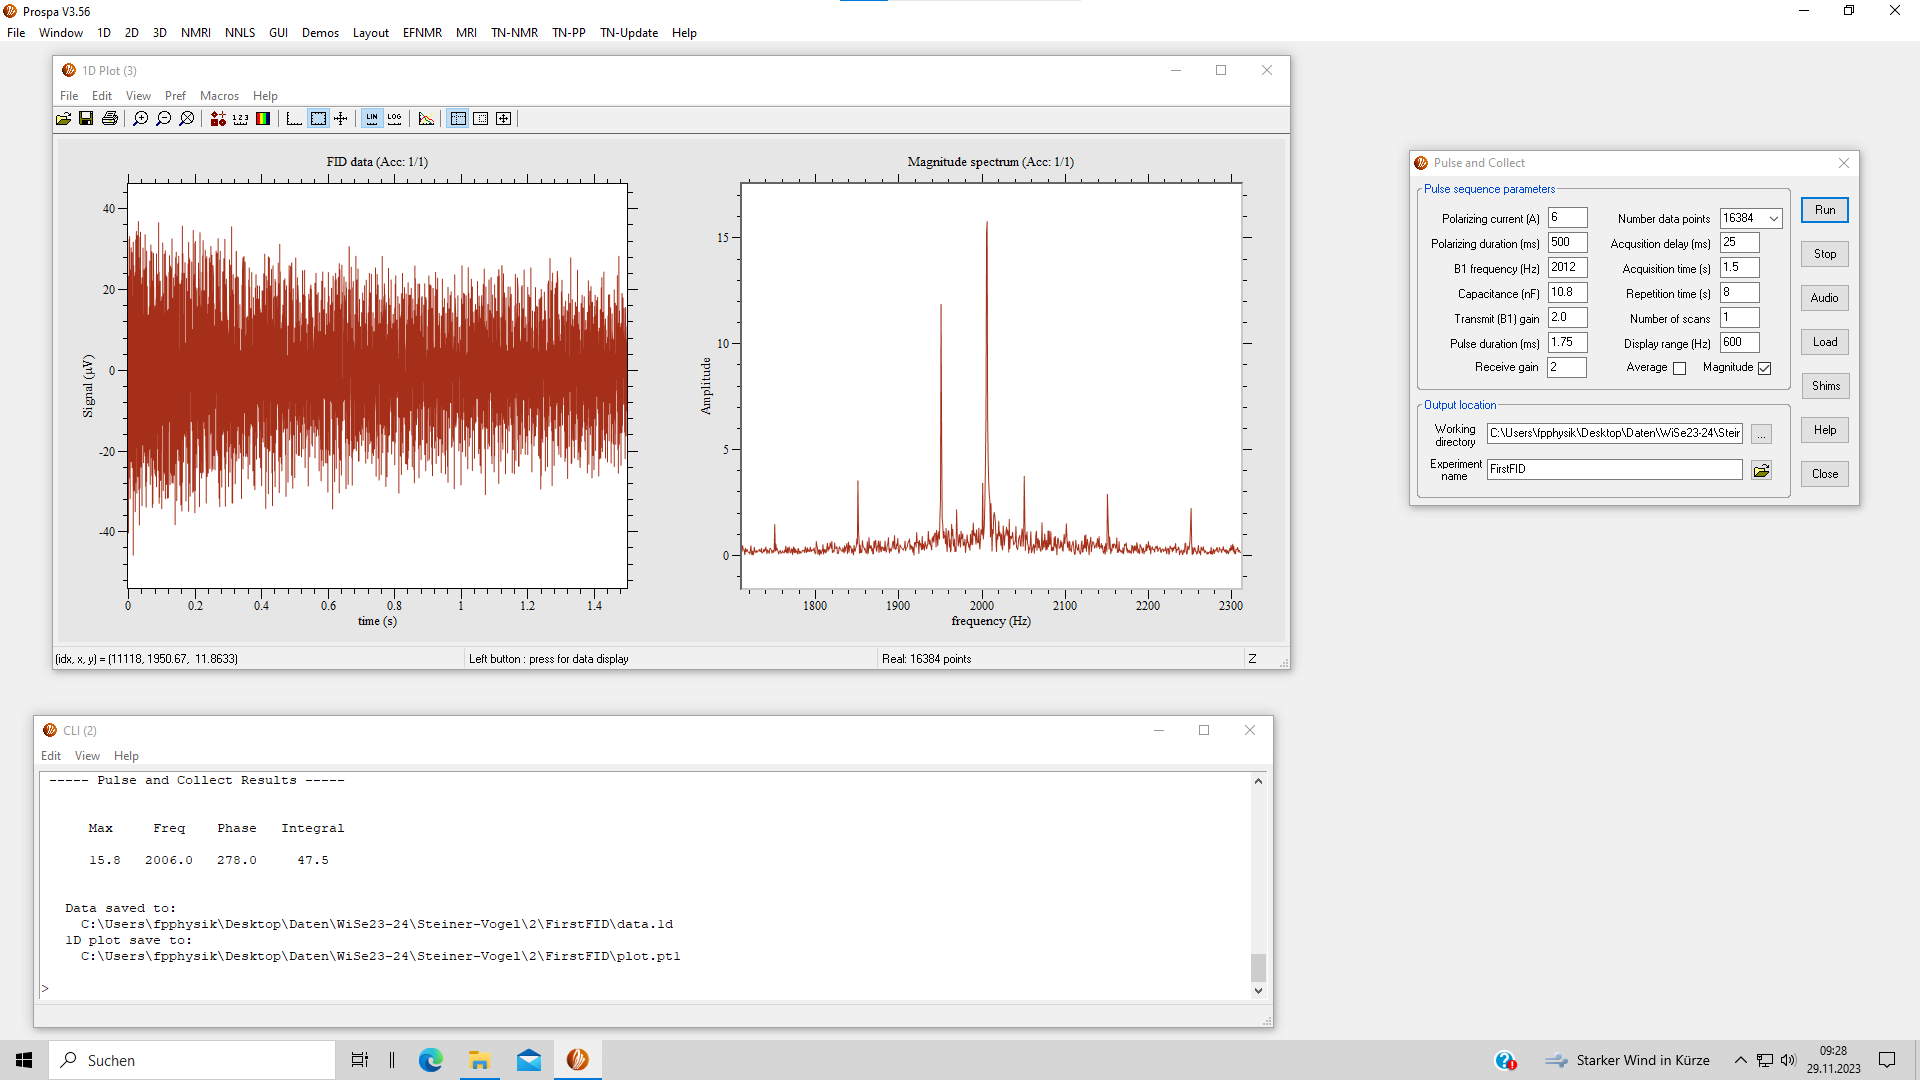 Prospa V3.56
File Window 1D 2D 3D NMRI NNLS GUI Demos Layout EFNMR MRI TN-NMR TN-PP TN-Update Help
1D Plot (3)
File Edit View Pref Macros Help
1 2 3 LIN LOG
FID data (Acc: 1/1)
Signal (µV)
40
20
0
-20
-40
0 0.2 0.4 0.6 0.8 1 1.2 1.4
time (s)
Magnitude spectrum (Acc: 1/1)
Amplitude
15
10
5
0
1800 1900 2000 2100 2200 2300
frequency (Hz)
(idx, x, y) = (11118, 1950.67, 11.8633) Left button : press for data display Real: 16384 points Z
Pulse and Collect
Pulse sequence parameters
Polarizing current (A) 6 Number data points 16384
Polarizing duration (ms) 500 Acqusition delay (ms) 25
B1 frequency (Hz) 2012 Acquisition time (s) 1.5
Capacitance (nF) 10.8 Repetition time (s) 8
Transmit (B1) gain 2.0 Number of scans 1
Pulse duration (ms) 1.75 Display range (Hz) 600
Receive gain 2 Average Magnitude
Output location
Working directory C:\Users\fpphysik\Desktop\Daten\WiSe23-24\Steir ...
Experiment name FirstFID
Run
Stop
Audio
Load
Shims
Help
Close
CLI (2)
Edit View Help
----- Pulse and Collect Results -----
Max Freq Phase Integral
15.8 2006.0 278.0 47.5
Data saved to:
C:\Users\fpphysik\Desktop\Daten\WiSe23-24\Steiner-Vogel\2\FirstFID\data.1d
1D plot save to:
C:\Users\fpphysik\Desktop\Daten\WiSe23-24\Steiner-Vogel\2\FirstFID\plot.pt1
>
Suchen
Starker Wind in Kürze
09:28
29.11.2023